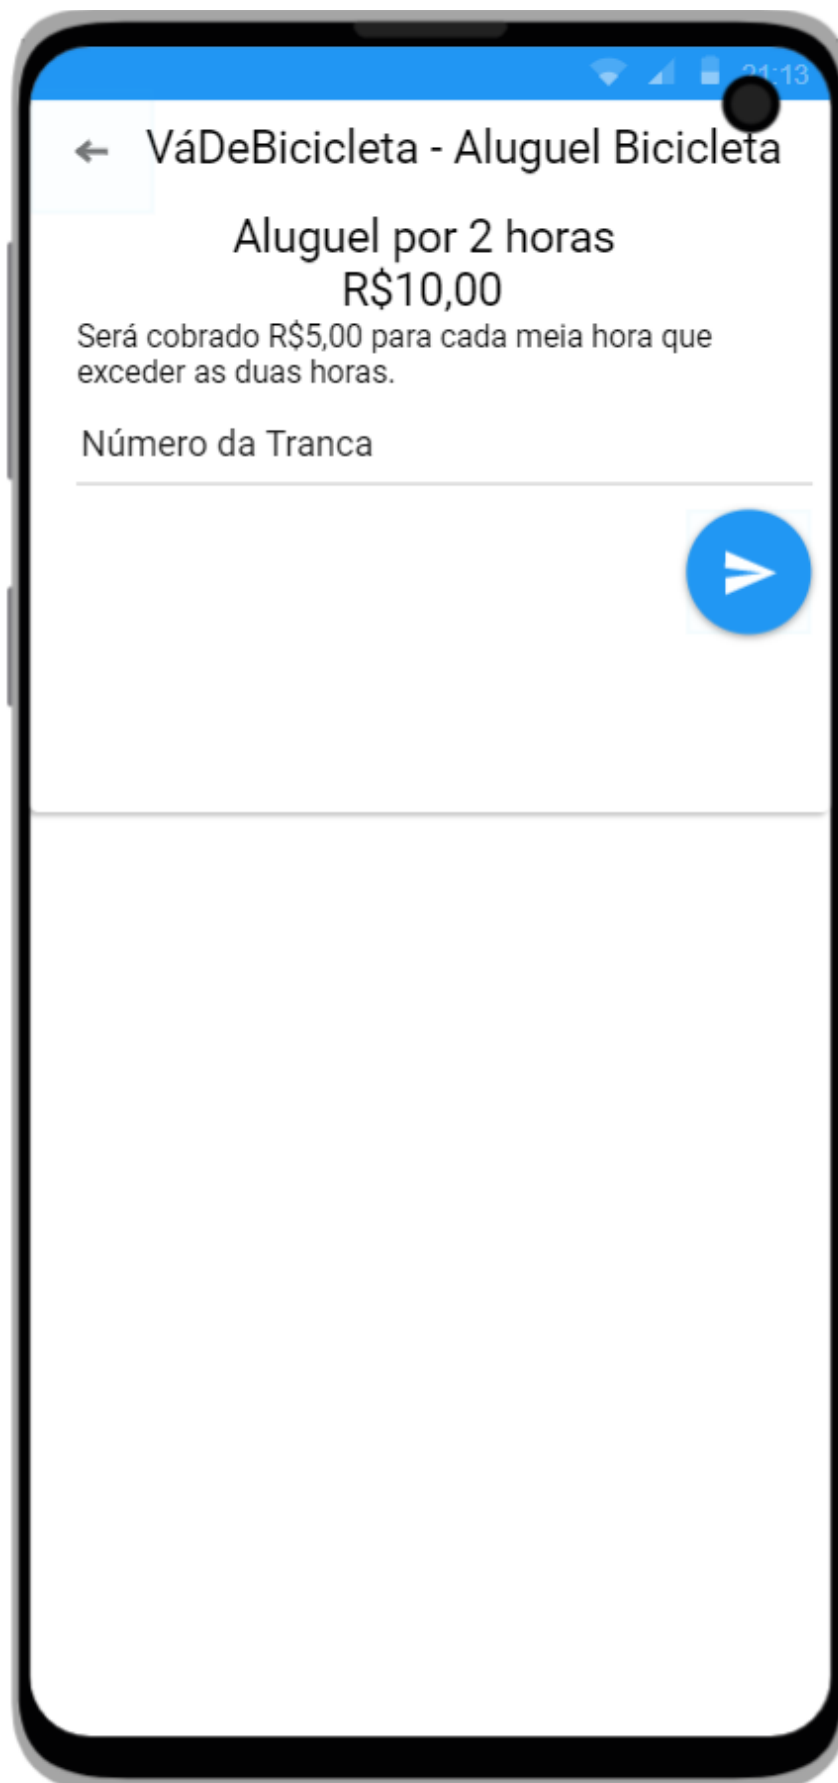 21:13
VáDeBicicleta - Aluguel Bicicleta
Aluguel por 2 horas
R$10,00
Será cobrado R$5,00 para cada meia hora que
exceder as duas horas.
Número da Tranca